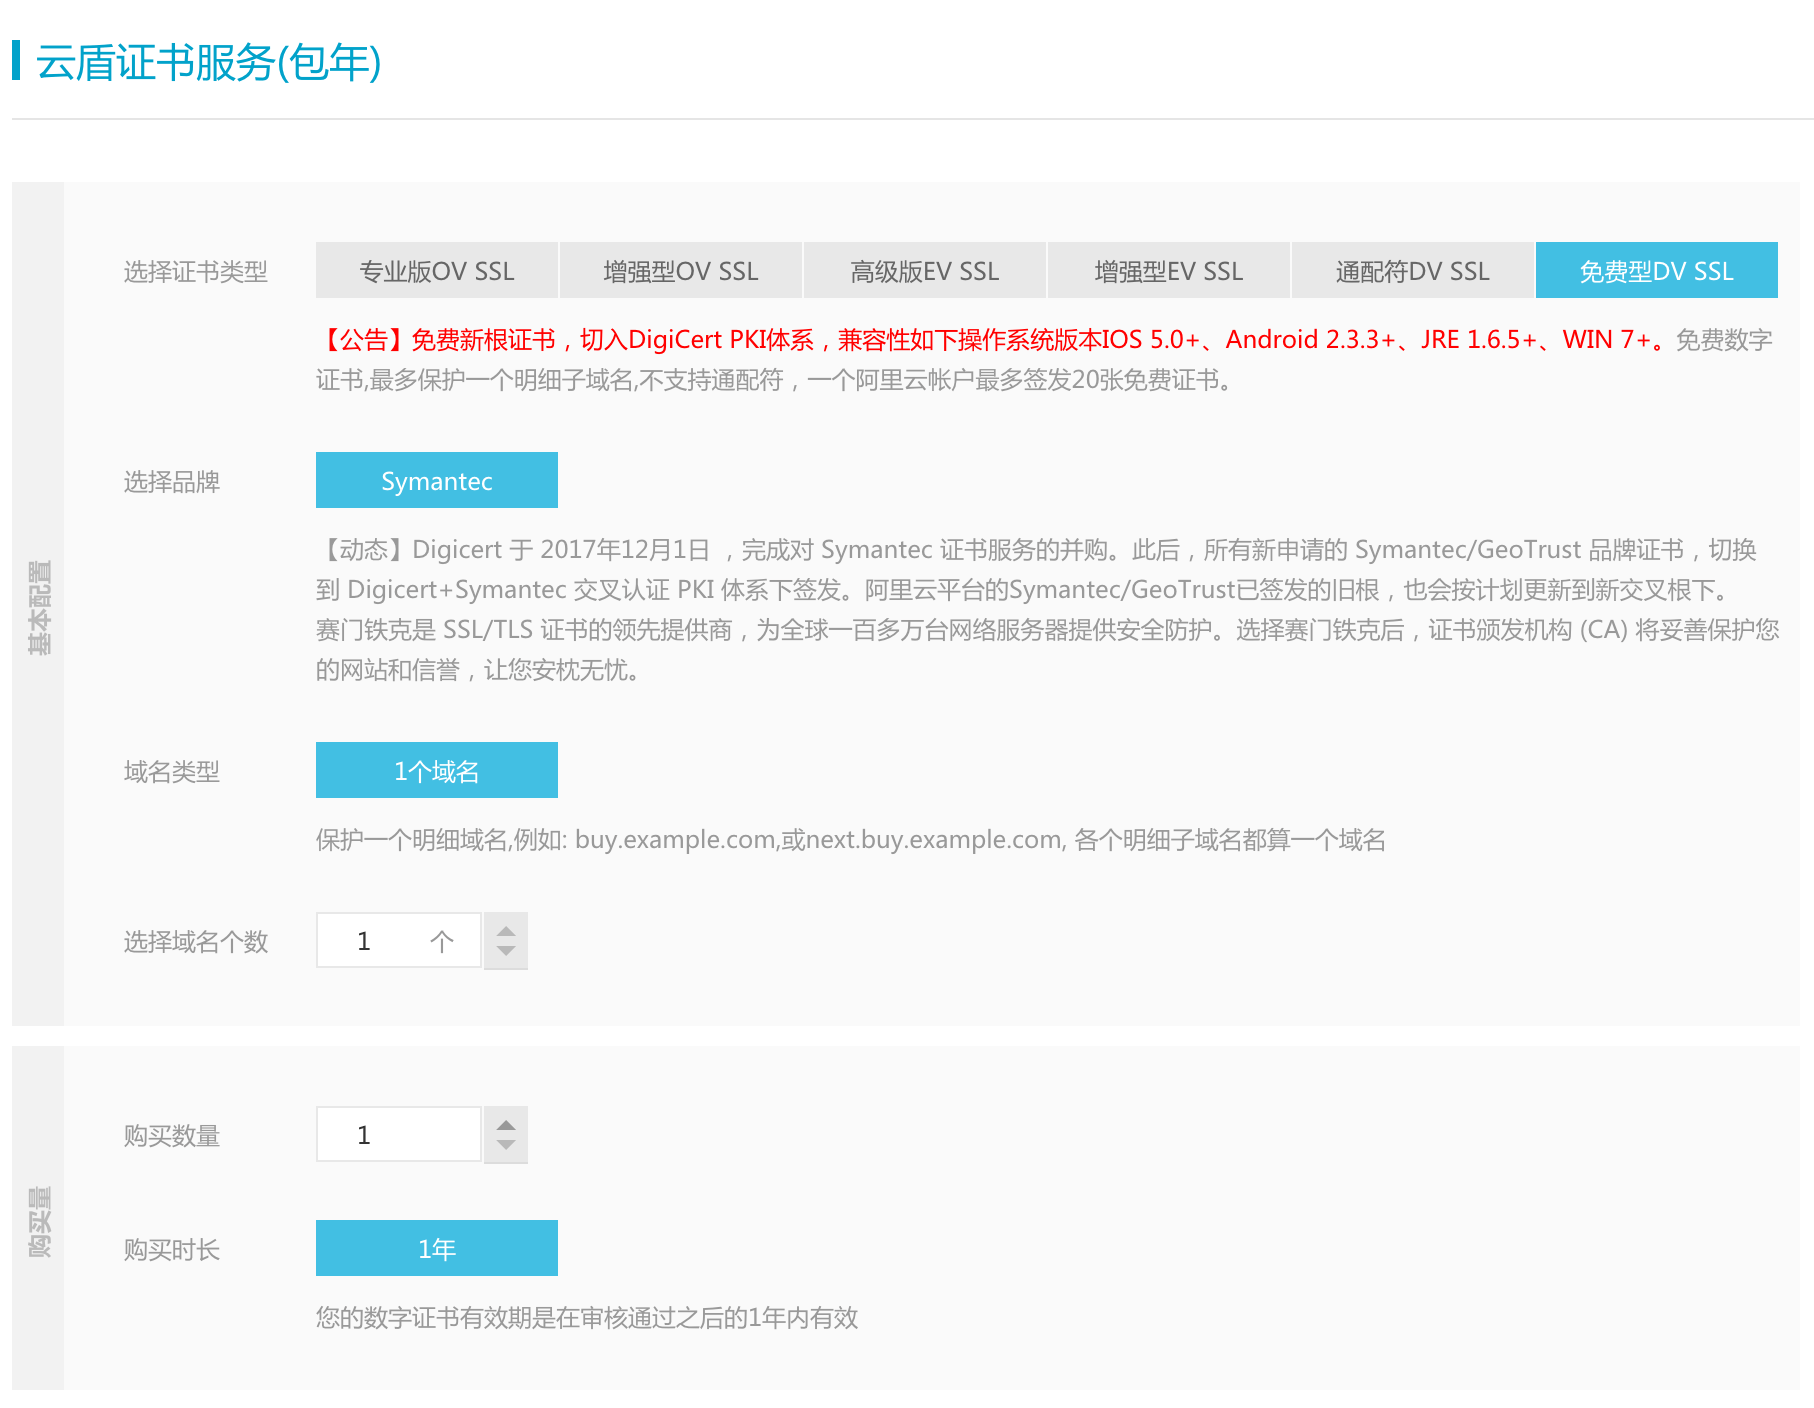 云盾证书服务(包年)
基本配置
选择证书类型
专业版OV SSL
增强型OV SSL
高级版EV SSL
增强型EV SSL
通配符DV SSL
免费型DV SSL
【公告】免费新根证书，切入DigiCert PKI体系，兼容性如下操作系统版本IOS 5.0+、Android 2.3.3+、JRE 1.6.5+、WIN 7+。免费数字
证书,最多保护一个明细子域名,不支持通配符，一个阿里云帐户最多签发20张免费证书。
选择品牌
Symantec
【动态】Digicert 于 2017年12月1日 ，完成对 Symantec 证书服务的并购。此后，所有新申请的 Symantec/GeoTrust 品牌证书，切换
到 Digicert+Symantec 交叉认证 PKI 体系下签发。阿里云平台的Symantec/GeoTrust已签发的旧根，也会按计划更新到新交叉根下。
赛门铁克是 SSL/TLS 证书的领先提供商，为全球一百多万台网络服务器提供安全防护。选择赛门铁克后，证书颁发机构 (CA) 将妥善保护您
的网站和信誉，让您安枕无忧。
域名类型
1个域名
保护一个明细域名,例如: buy.example.com,或next.buy.example.com, 各个明细子域名都算一个域名
选择域名个数
1 个
购买量
购买数量
1
购买时长
1年
您的数字证书有效期是在审核通过之后的1年内有效